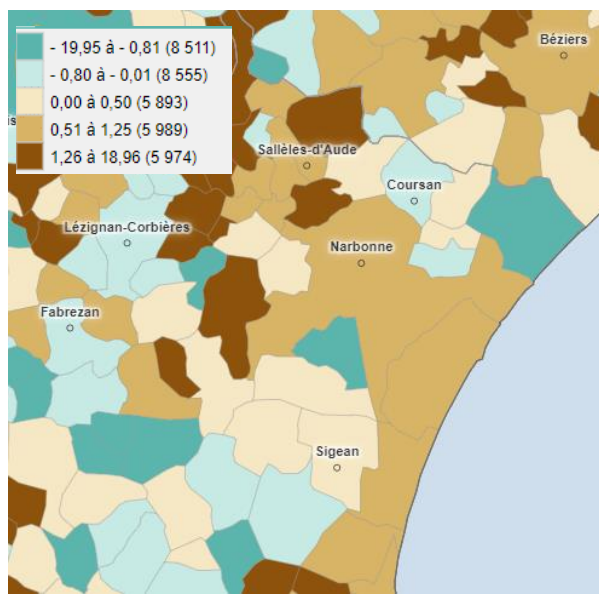 - 19,95 à - 0,81 (8 511)
- 0,80 à - 0,01 (8 555)
0,00 à 0,50 (5 893)
0,51 à 1,25 (5 989)
1,26 à 18,96 (5 974)
Béziers
Sallèles-d'Aude
Coursan
Lézignan-Corbières
Narbonne
Fabrezan
Sigean